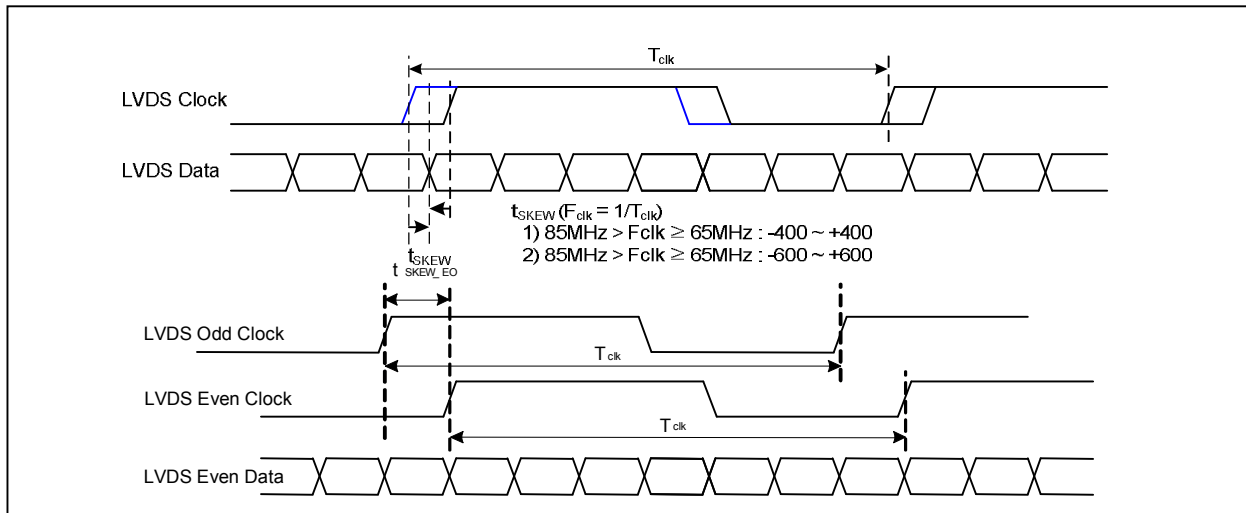 Tclk
LVDS Clock
LVDS Data
tSKEW (Fclk = 1/Tclk)
1) 85MHz > Fclk ≥ 65MHz : -400 ~ +400
2) 85MHz > Fclk ≥ 65MHz : -600 ~ +600
tSKEW
t SKEW_EO
LVDS Odd Clock
Tclk
LVDS Even Clock
Tclk
LVDS Even Data